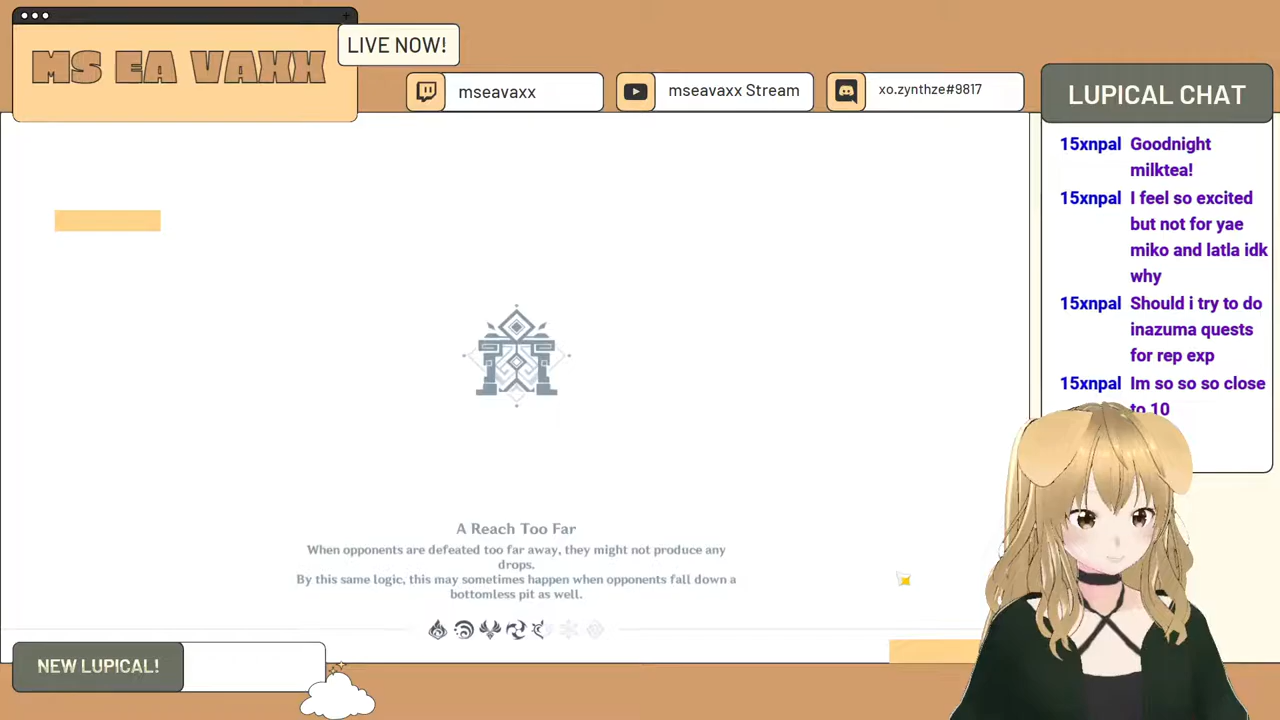 MS EA VAXX
LIVE NOW!
mseavaxx
mseavaxx Stream
xo.zynthze#9817
LUPICAL CHAT
15xnpal Goodnight
milktea!
15xnpal I feel so excited
but not for yae
miko and latla idk
why
15xnpal Should i try to do
inazuma quests
for rep exp
15xnpal Im so so so close
to 10
A Reach Too Far
When opponents are defeated too far away, they might not produce any
drops.
By this same logic, this may sometimes happen when opponents fall down a
bottomless pit as well.
NEW LUPICAL!